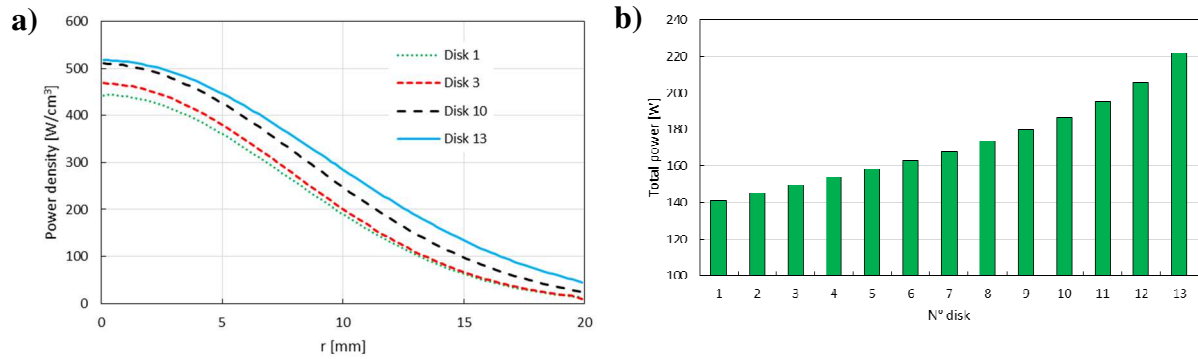 a)
600
500
400
300
200
100
0
Power density [W/cm³]
0 5 10 15 20
r [mm]
Disk 1
Disk 3
Disk 10
Disk 13
b)
240
220
200
180
160
140
120
100
Total power [W]
1 2 3 4 5 6 7 8 9 10 11 12 13
N° disk